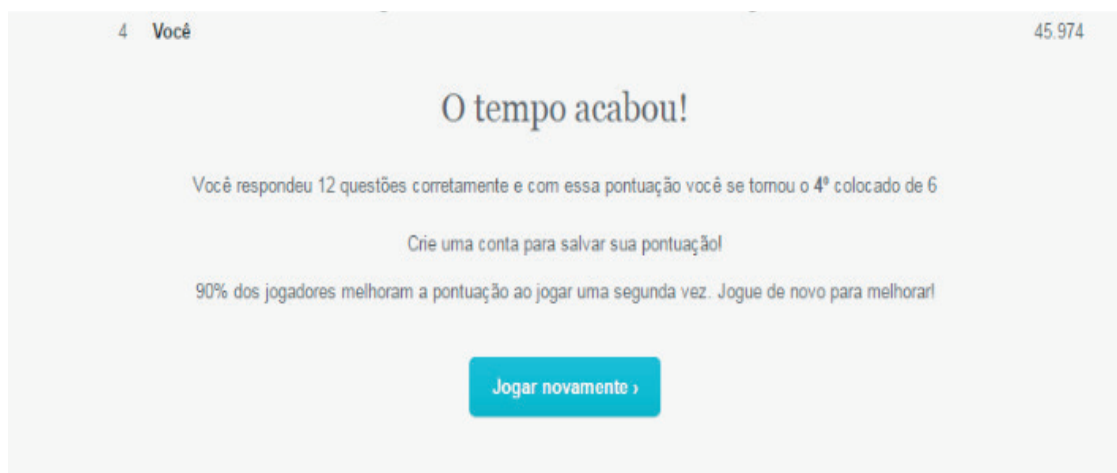 4 Você 45.974
O tempo acabou!
Você respondeu 12 questões corretamente e com essa pontuação você se tornou o 4º colocado de 6
Crie uma conta para salvar sua pontuação!
90% dos jogadores melhoram a pontuação ao jogar uma segunda vez. Jogue de novo para melhorar!
Jogar novamente ›